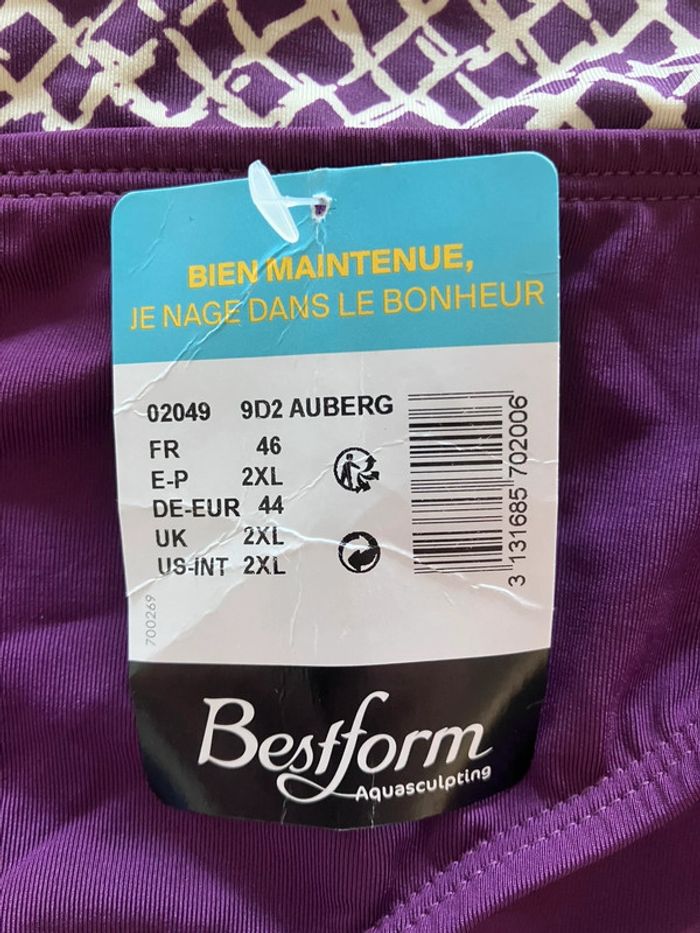 BIEN MAINTENUE,
JE NAGE DANS LE BONHEUR
02049 9D2 AUBERG
FR 46
E-P 2XL
DE-EUR 44
UK 2XL
US-INT 2XL
3 131685 702006
700269
Bestform
Aquasculpting